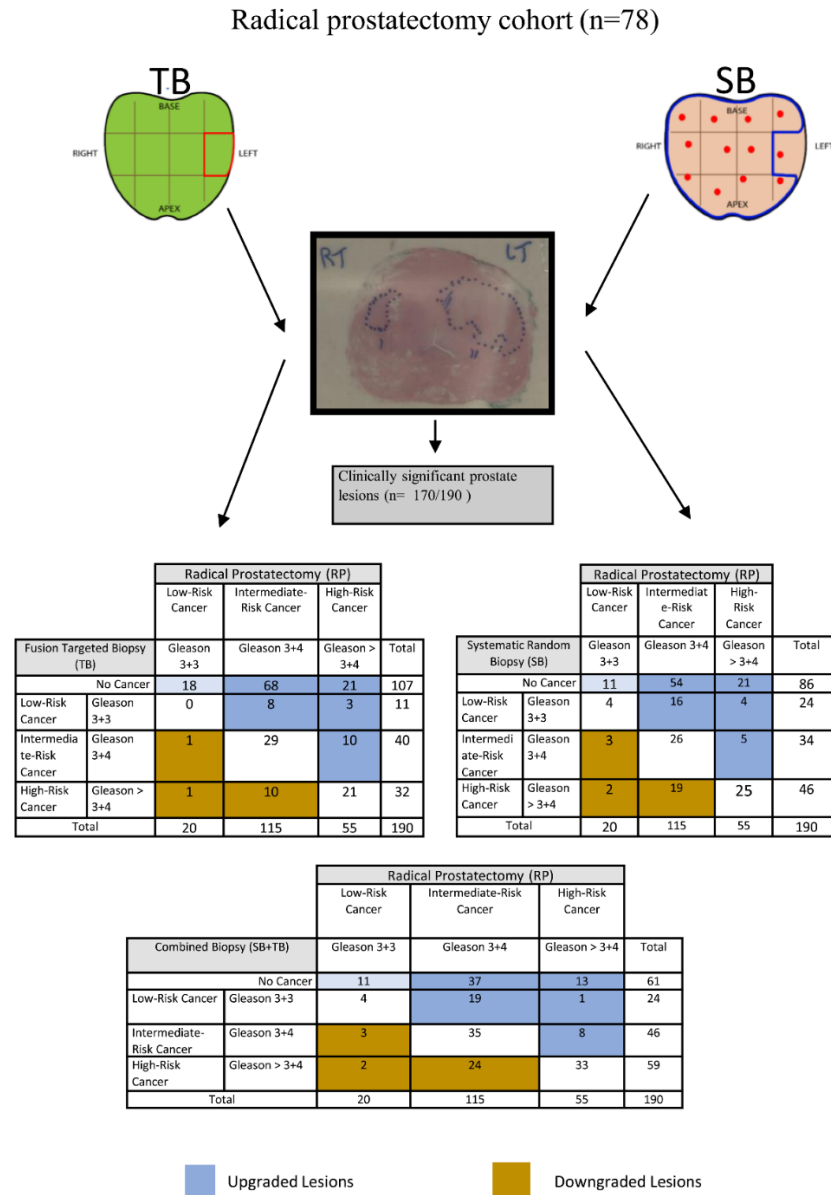 Radical prostatectomy cohort (n=78)
TB
SB
BASE
BASE
RIGHT
LEFT
RIGHT
LEFT
APEX
APEX
RT
LT
I
II
Clinically significant prostate
lesions (n= 170/190 )
Radical Prostatectomy (RP)
Low-Risk Cancer Intermediate-Risk Cancer High-Risk Cancer
Fusion Targeted Biopsy (TB) Gleason 3+3 Gleason 3+4 Gleason > 3+4 Total
No Cancer 18 68 21 107
Low-Risk Cancer Gleason 3+3 0 8 3 11
Intermedia te-Risk Cancer Gleason 3+4 1 29 10 40
High-Risk Cancer Gleason > 3+4 1 10 21 32
Total 20 115 55 190
Radical Prostatectomy (RP)
Low-Risk Cancer Intermediat e-Risk Cancer High-Risk Cancer
Systematic Random Biopsy (SB) Gleason 3+3 Gleason 3+4 Gleason > 3+4 Total
No Cancer 11 54 21 86
Low-Risk Cancer Gleason 3+3 4 16 4 24
Intermedi ate-Risk Cancer Gleason 3+4 3 26 5 34
High-Risk Cancer Gleason > 3+4 2 19 25 46
Total 20 115 55 190
Radical Prostatectomy (RP)
Low-Risk Cancer Intermediate-Risk Cancer High-Risk Cancer
Combined Biopsy (SB+TB) Gleason 3+3 Gleason 3+4 Gleason > 3+4 Total
No Cancer 11 37 13 61
Low-Risk Cancer Gleason 3+3 4 19 1 24
Intermediate-Risk Cancer Gleason 3+4 3 35 8 46
High-Risk Cancer Gleason > 3+4 2 24 33 59
Total 20 115 55 190
Upgraded Lesions
Downgraded Lesions